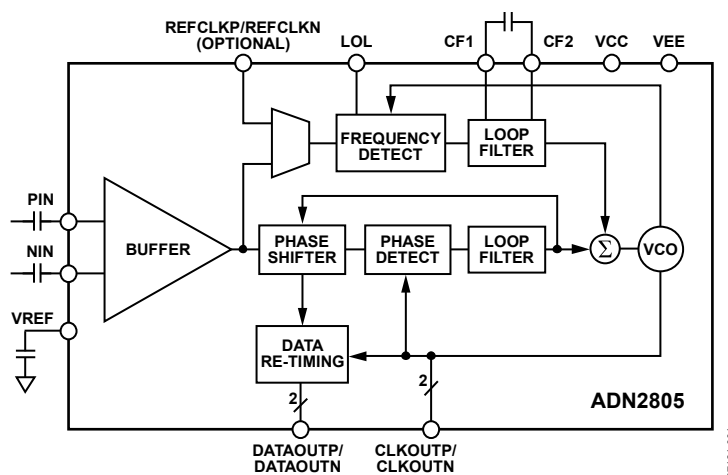 REFCLKP/REFCLKN
(OPTIONAL)
LOL
CF1
CF2
VCC
VEE
FREQUENCY
DETECT
LOOP
FILTER
PIN
BUFFER
PHASE
SHIFTER
PHASE
DETECT
LOOP
FILTER
Σ
VCO
NIN
VREF
DATA
RE-TIMING
2
2
ADN2805
DATAOUTP/
DATAOUTN
CLKOUTP/
CLKOUTN